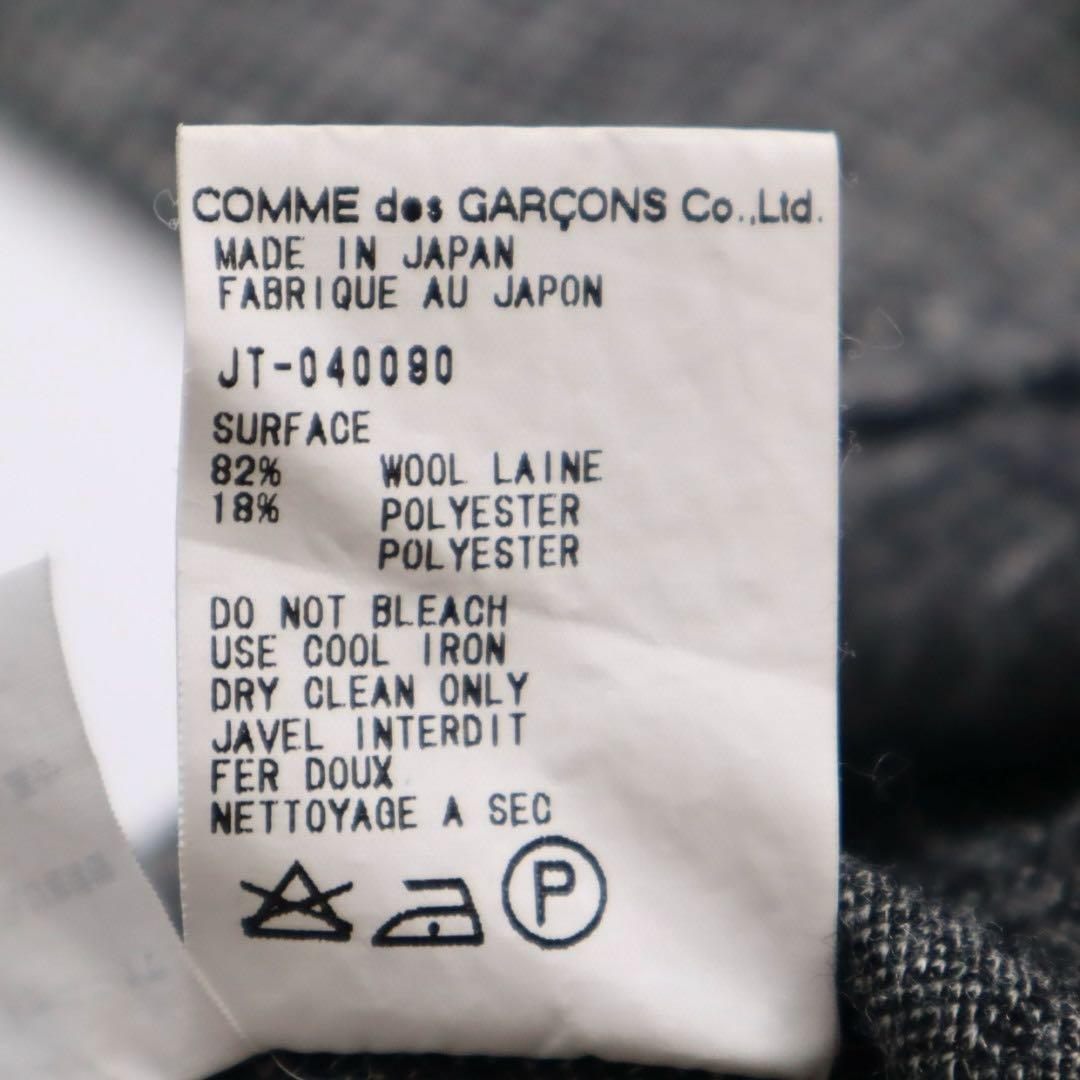 COMME des GARÇONS Co.,Ltd.
MADE IN JAPAN
FABRIQUE AU JAPON
JT-040090
SURFACE
82% WOOL LAINE
18% POLYESTER
POLYESTER
DO NOT BLEACH
USE COOL IRON
DRY CLEAN ONLY
JAVEL INTERDIT
FER DOUX
NETTOYAGE A SEC
P